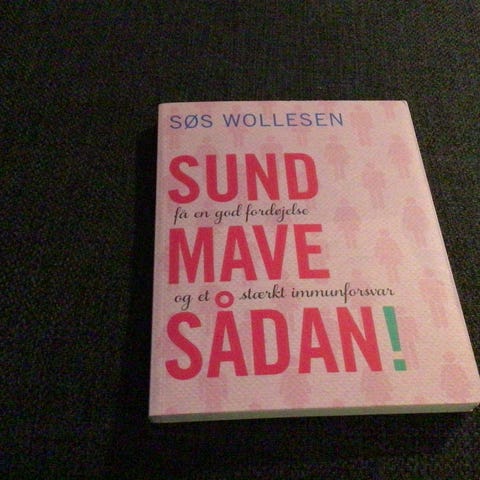 SØS WOLLESEN
SUND
få en god fordøjelse
MAVE
og et stærkt immunforsvar
SÅDAN!